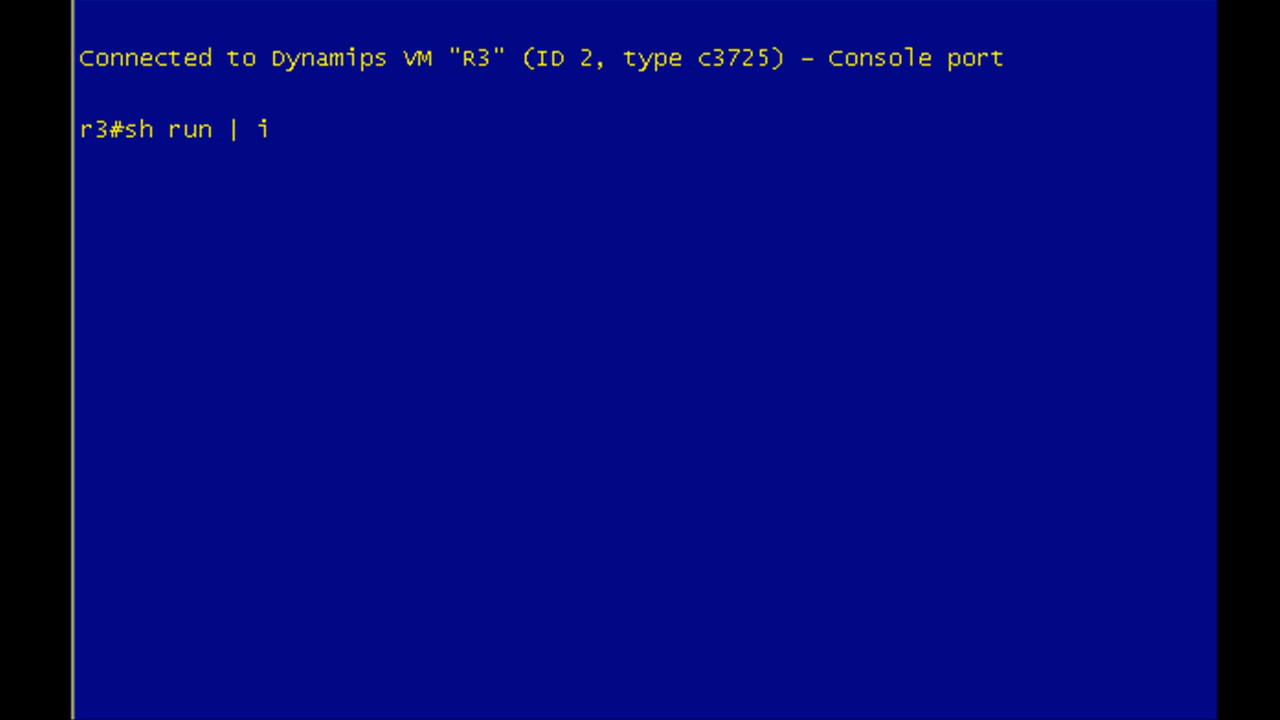 Connected to Dynamips VM "R3" (ID 2, type c3725) - Console port
r3#sh run | i